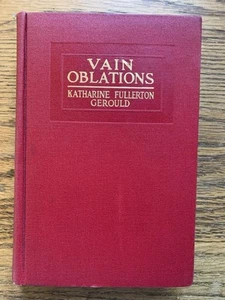 VAIN
OBLATIONS
KATHARINE FULLERTON
GEROULD